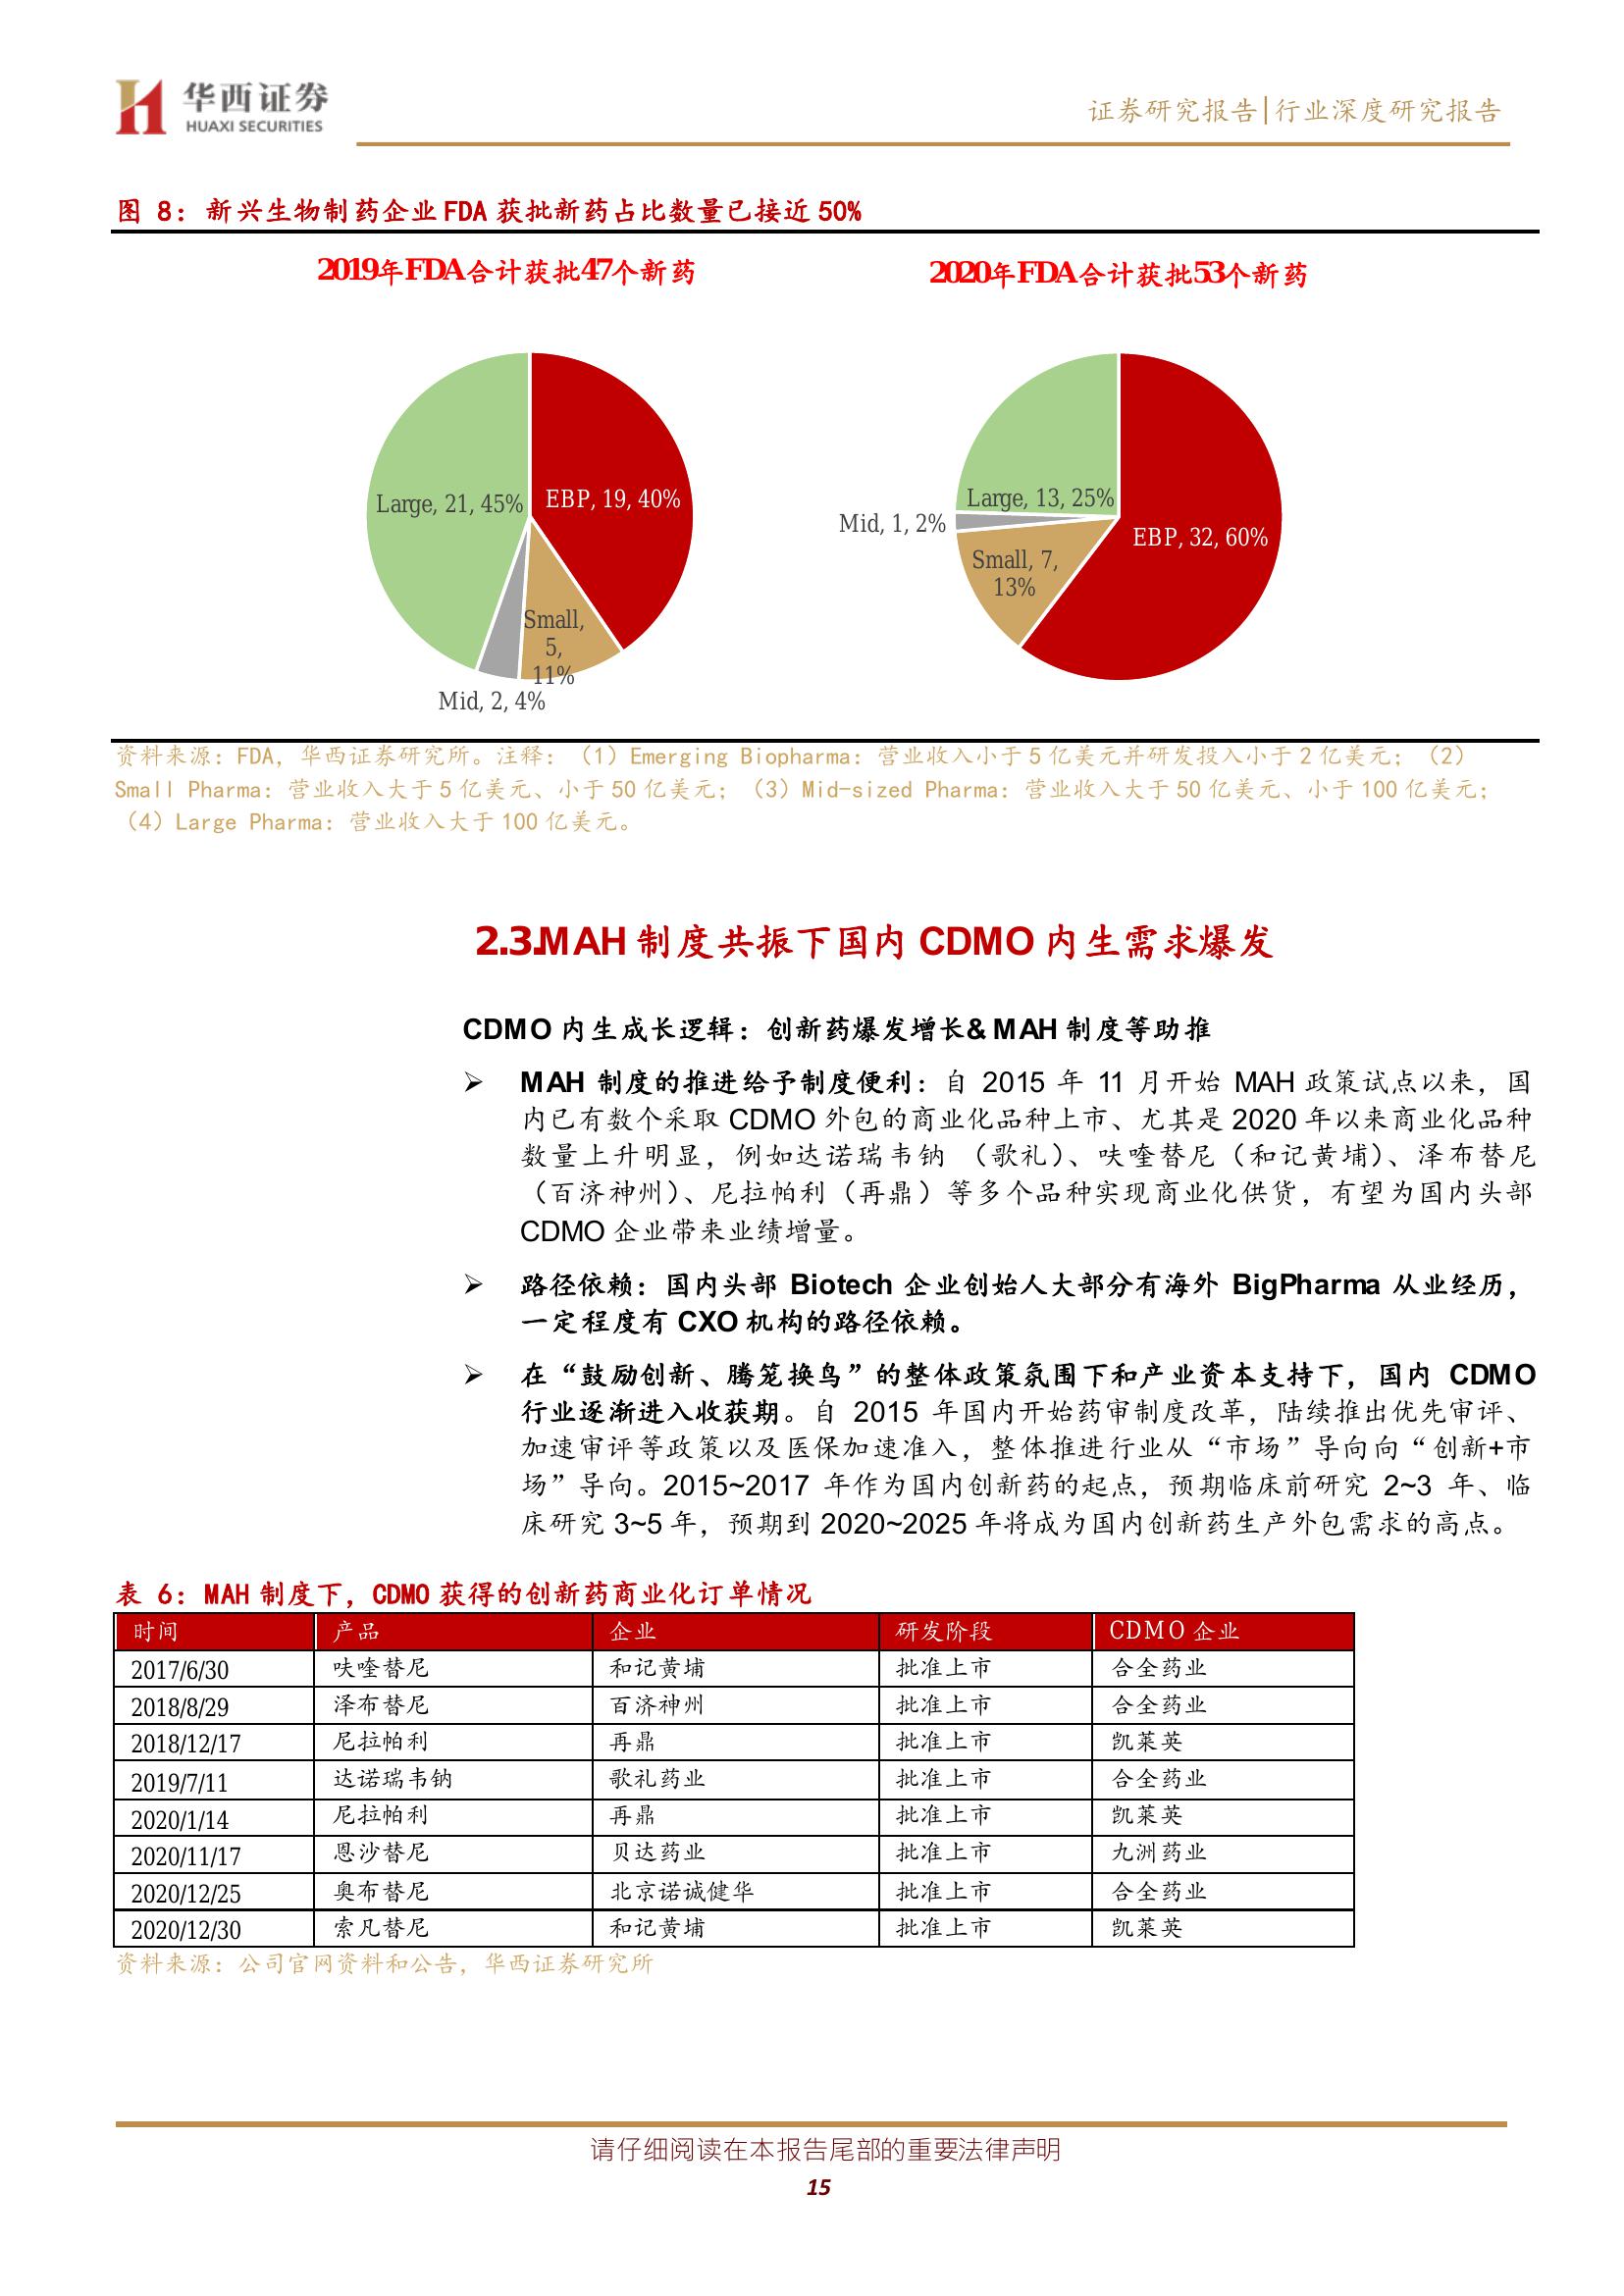 华西证券
HUAXI SECURITIES
证券研究报告|行业深度研究报告
图 8：新兴生物制药企业 FDA 获批新药占比数量已接近 50%
2019年FDA合计获批47个新药
Large, 21, 45%
EBP, 19, 40%
Small,
5,
11%
Mid, 2, 4%
2020年FDA合计获批53个新药
Large, 13, 25%
Mid, 1, 2%
EBP, 32, 60%
Small, 7,
13%
资料来源：FDA，华西证券研究所。注释：（1）Emerging Biopharma：营业收入小于 5 亿美元并研发投入小于 2 亿美元；（2）
Small Pharma：营业收入大于 5 亿美元、小于 50 亿美元；（3）Mid-sized Pharma：营业收入大于 50 亿美元、小于 100 亿美元；
（4）Large Pharma：营业收入大于 100 亿美元。
2.3.MAH 制度共振下国内 CDMO 内生需求爆发
CDMO 内生成长逻辑：创新药爆发增长& MAH 制度等助推
➢ MAH 制度的推进给予制度便利：自 2015 年 11 月开始 MAH 政策试点以来，国
内已有数个采取 CDMO 外包的商业化品种上市、尤其是 2020 年以来商业化品种
数量上升明显，例如达诺瑞韦钠 （歌礼）、呋喹替尼（和记黄埔）、泽布替尼
（百济神州）、尼拉帕利（再鼎）等多个品种实现商业化供货，有望为国内头部
CDMO 企业带来业绩增量。
➢ 路径依赖：国内头部 Biotech 企业创始人大部分有海外 BigPharma 从业经历，
一定程度有 CXO 机构的路径依赖。
➢ 在“鼓励创新、腾笼换鸟”的整体政策氛围下和产业资本支持下，国内 CDMO
行业逐渐进入收获期。自 2015 年国内开始药审制度改革，陆续推出优先审评、
加速审评等政策以及医保加速准入，整体推进行业从“市场”导向向“创新+市
场”导向。2015~2017 年作为国内创新药的起点，预期临床前研究 2~3 年、临
床研究 3~5 年，预期到 2020~2025 年将成为国内创新药生产外包需求的高点。
表 6：MAH 制度下，CDMO 获得的创新药商业化订单情况
时间 产品 企业 研发阶段 CDMO 企业
2017/6/30 呋喹替尼 和记黄埔 批准上市 合全药业
2018/8/29 泽布替尼 百济神州 批准上市 合全药业
2018/12/17 尼拉帕利 再鼎 批准上市 凯莱英
2019/7/11 达诺瑞韦钠 歌礼药业 批准上市 合全药业
2020/1/14 尼拉帕利 再鼎 批准上市 凯莱英
2020/11/17 恩沙替尼 贝达药业 批准上市 九洲药业
2020/12/25 奥布替尼 北京诺诚健华 批准上市 合全药业
2020/12/30 索凡替尼 和记黄埔 批准上市 凯莱英
资料来源：公司官网资料和公告，华西证券研究所
请仔细阅读在本报告尾部的重要法律声明
15